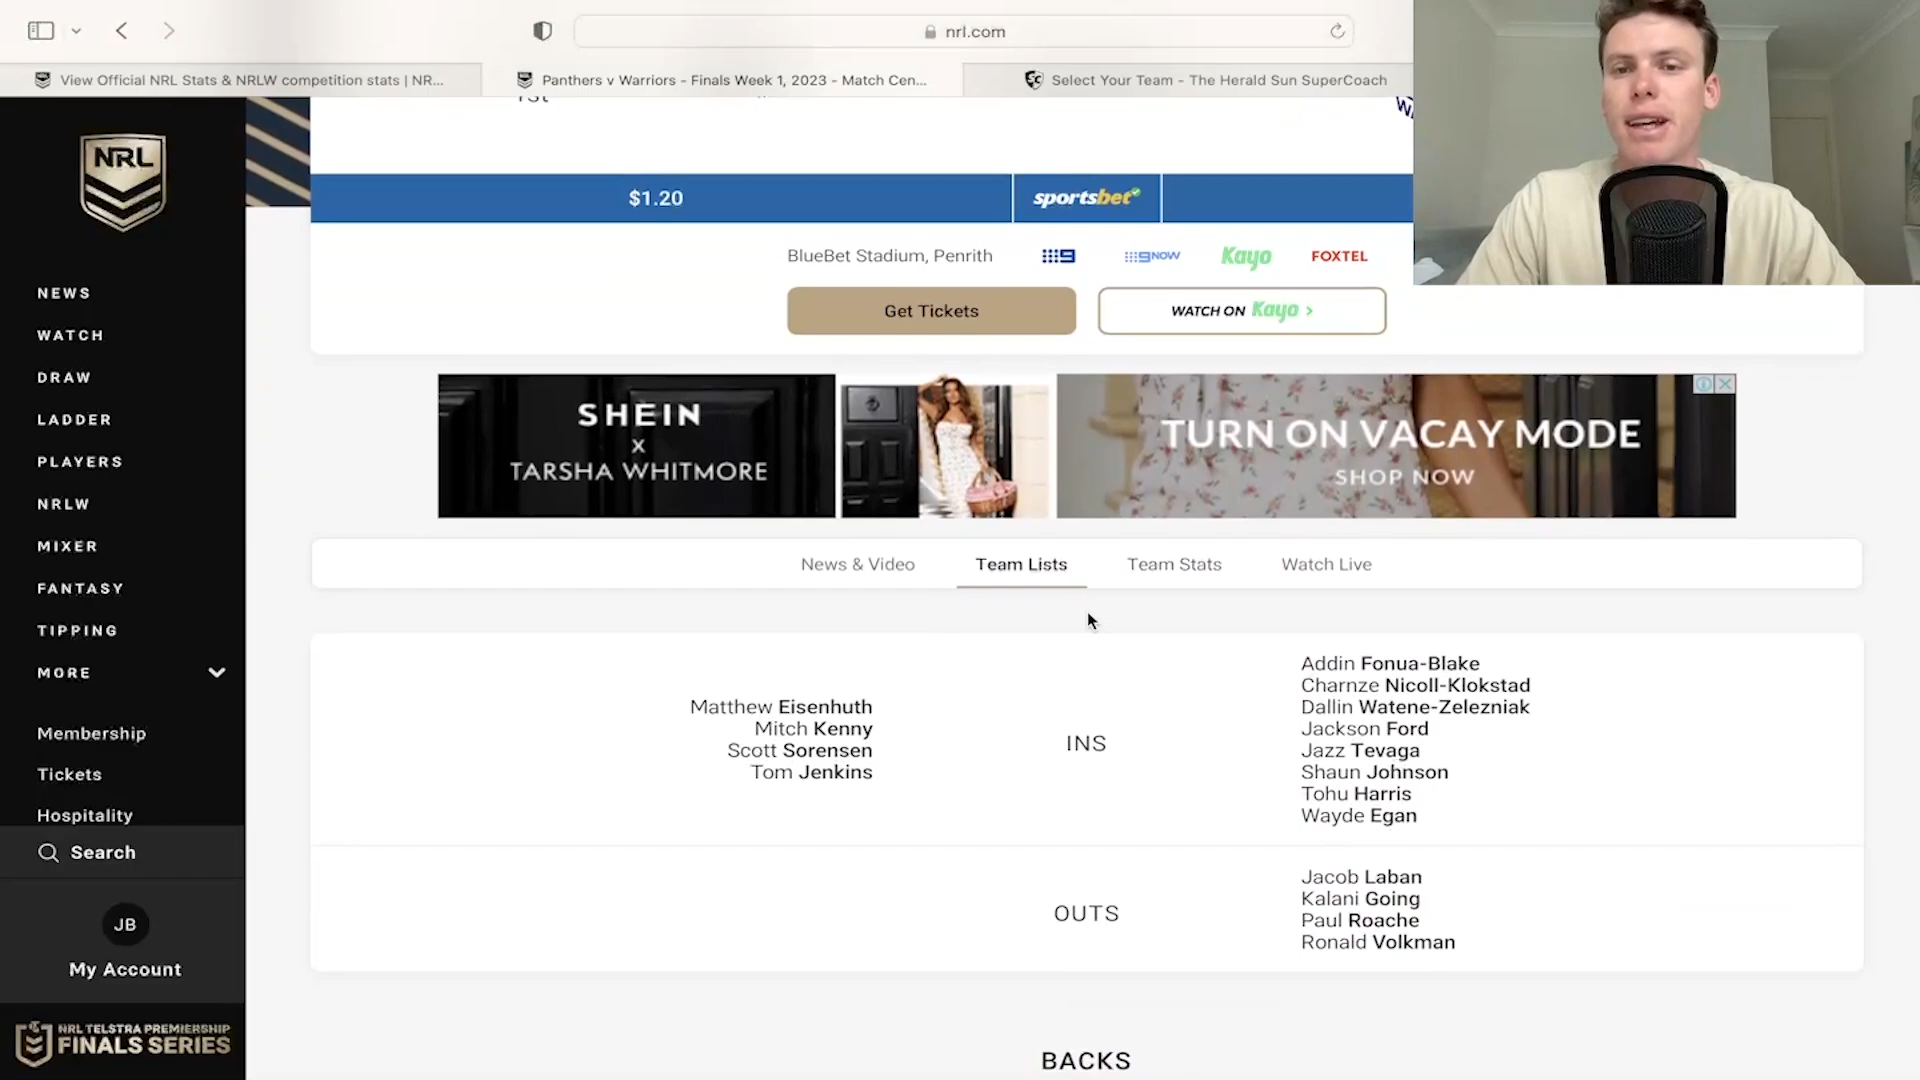 nrl.com
View Official NRL Stats & NRLW competition stats | NR...
Panthers v Warriors - Finals Week 1, 2023 - Match Cen...
Select Your Team - The Herald Sun SuperCoach
NRL
NEWS
WATCH
DRAW
LADDER
PLAYERS
NRLW
MIXER
FANTASY
TIPPING
MORE
Membership
Tickets
Hospitality
Search
JB
My Account
NRL TELSTRA PREMIERSHIP
FINALS SERIES
$1.20
sportsbet
BlueBet Stadium, Penrith
9
9NOW
Kayo
FOXTEL
Get Tickets
WATCH ON Kayo >
SHEIN
X
TARSHA WHITMORE
TURN ON VACAY MODE
SHOP NOW
News & Video
Team Lists
Team Stats
Watch Live
Matthew Eisenhuth
Mitch Kenny
Scott Sorensen
Tom Jenkins
INS
Addin Fonua-Blake
Charnze Nicoll-Klokstad
Dallin Watene-Zelezniak
Jackson Ford
Jazz Tevaga
Shaun Johnson
Tohu Harris
Wayde Egan
OUTS
Jacob Laban
Kalani Going
Paul Roache
Ronald Volkman
BACKS